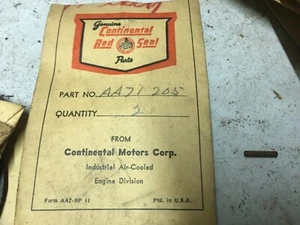 Genuine
Continental
Red Seal
Parts
PART NO. AA71 205
QUANTITY 2
FROM
Continental Motors Corp.
Industrial Air-Cooled
Engine Division
Form AA7-SP 11 Ptd. in U.S.A.